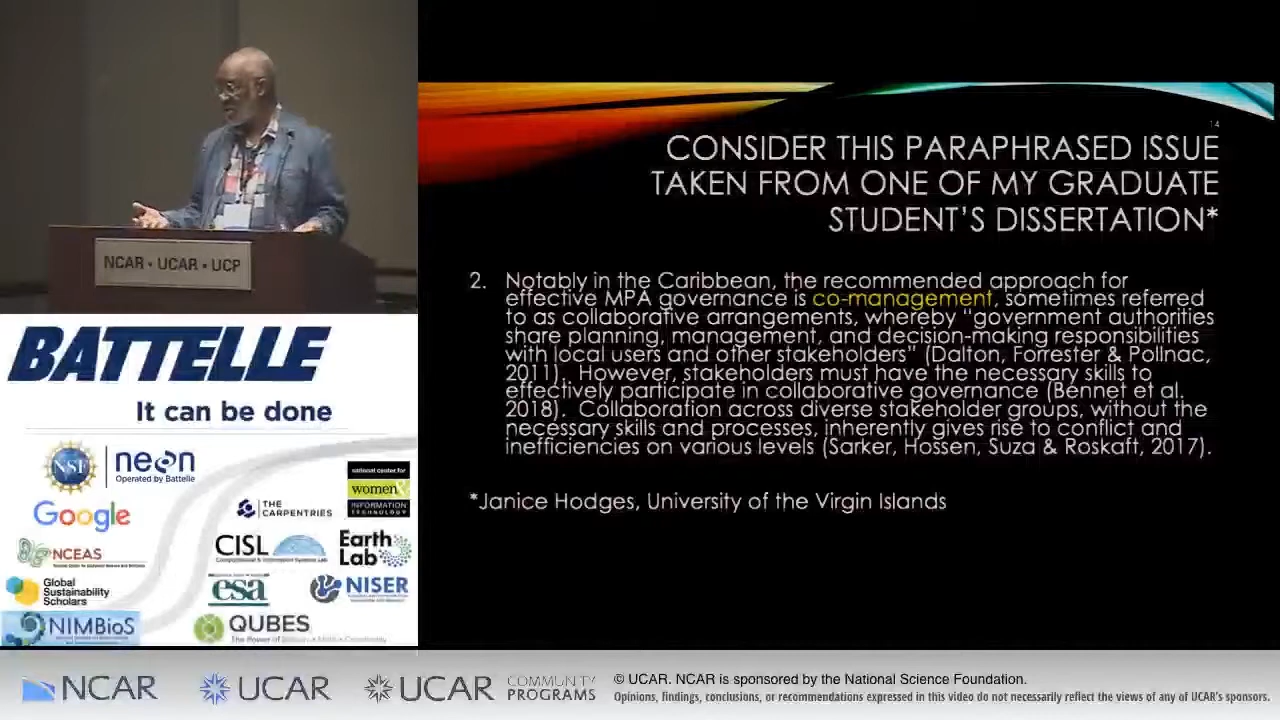 NCAR • UCAR • UCP
BATTELLE
It can be done
NSF
neon
Operated by Battelle
national center for
women&
INFORMATION
TECHNOLOGY
Google
THE
CARPENTRIES
NCEAS
CISL
Earth
Lab
Global
Sustainability
Scholars
esa
NISER
NIMBioS
QUBES
14
CONSIDER THIS PARAPHRASED ISSUE
TAKEN FROM ONE OF MY GRADUATE
STUDENT'S DISSERTATION*
2. Notably in the Caribbean, the recommended approach for
effective MPA governance is co-management, sometimes referred
to as collaborative arrangements, whereby “government authorities
share planning, management, and decision-making responsibilities
with local users and other stakeholders” (Dalton, Forrester & Pollnac,
2011). However, stakeholders must have the necessary skills to
effectively participate in collaborative governance (Bennet et al.
2018). Collaboration across diverse stakeholder groups, without the
necessary skills and processes, inherently gives rise to conflict and
inefficiencies on various levels (Sarker, Hossen, Suza & Roskaft, 2017).
*Janice Hodges, University of the Virgin Islands
NCAR
UCAR
UCAR
COMMUNITY
PROGRAMS
© UCAR. NCAR is sponsored by the National Science Foundation.
Opinions, findings, conclusions, or recommendations expressed in this video do not necessarily reflect the views of any of UCAR's sponsors.